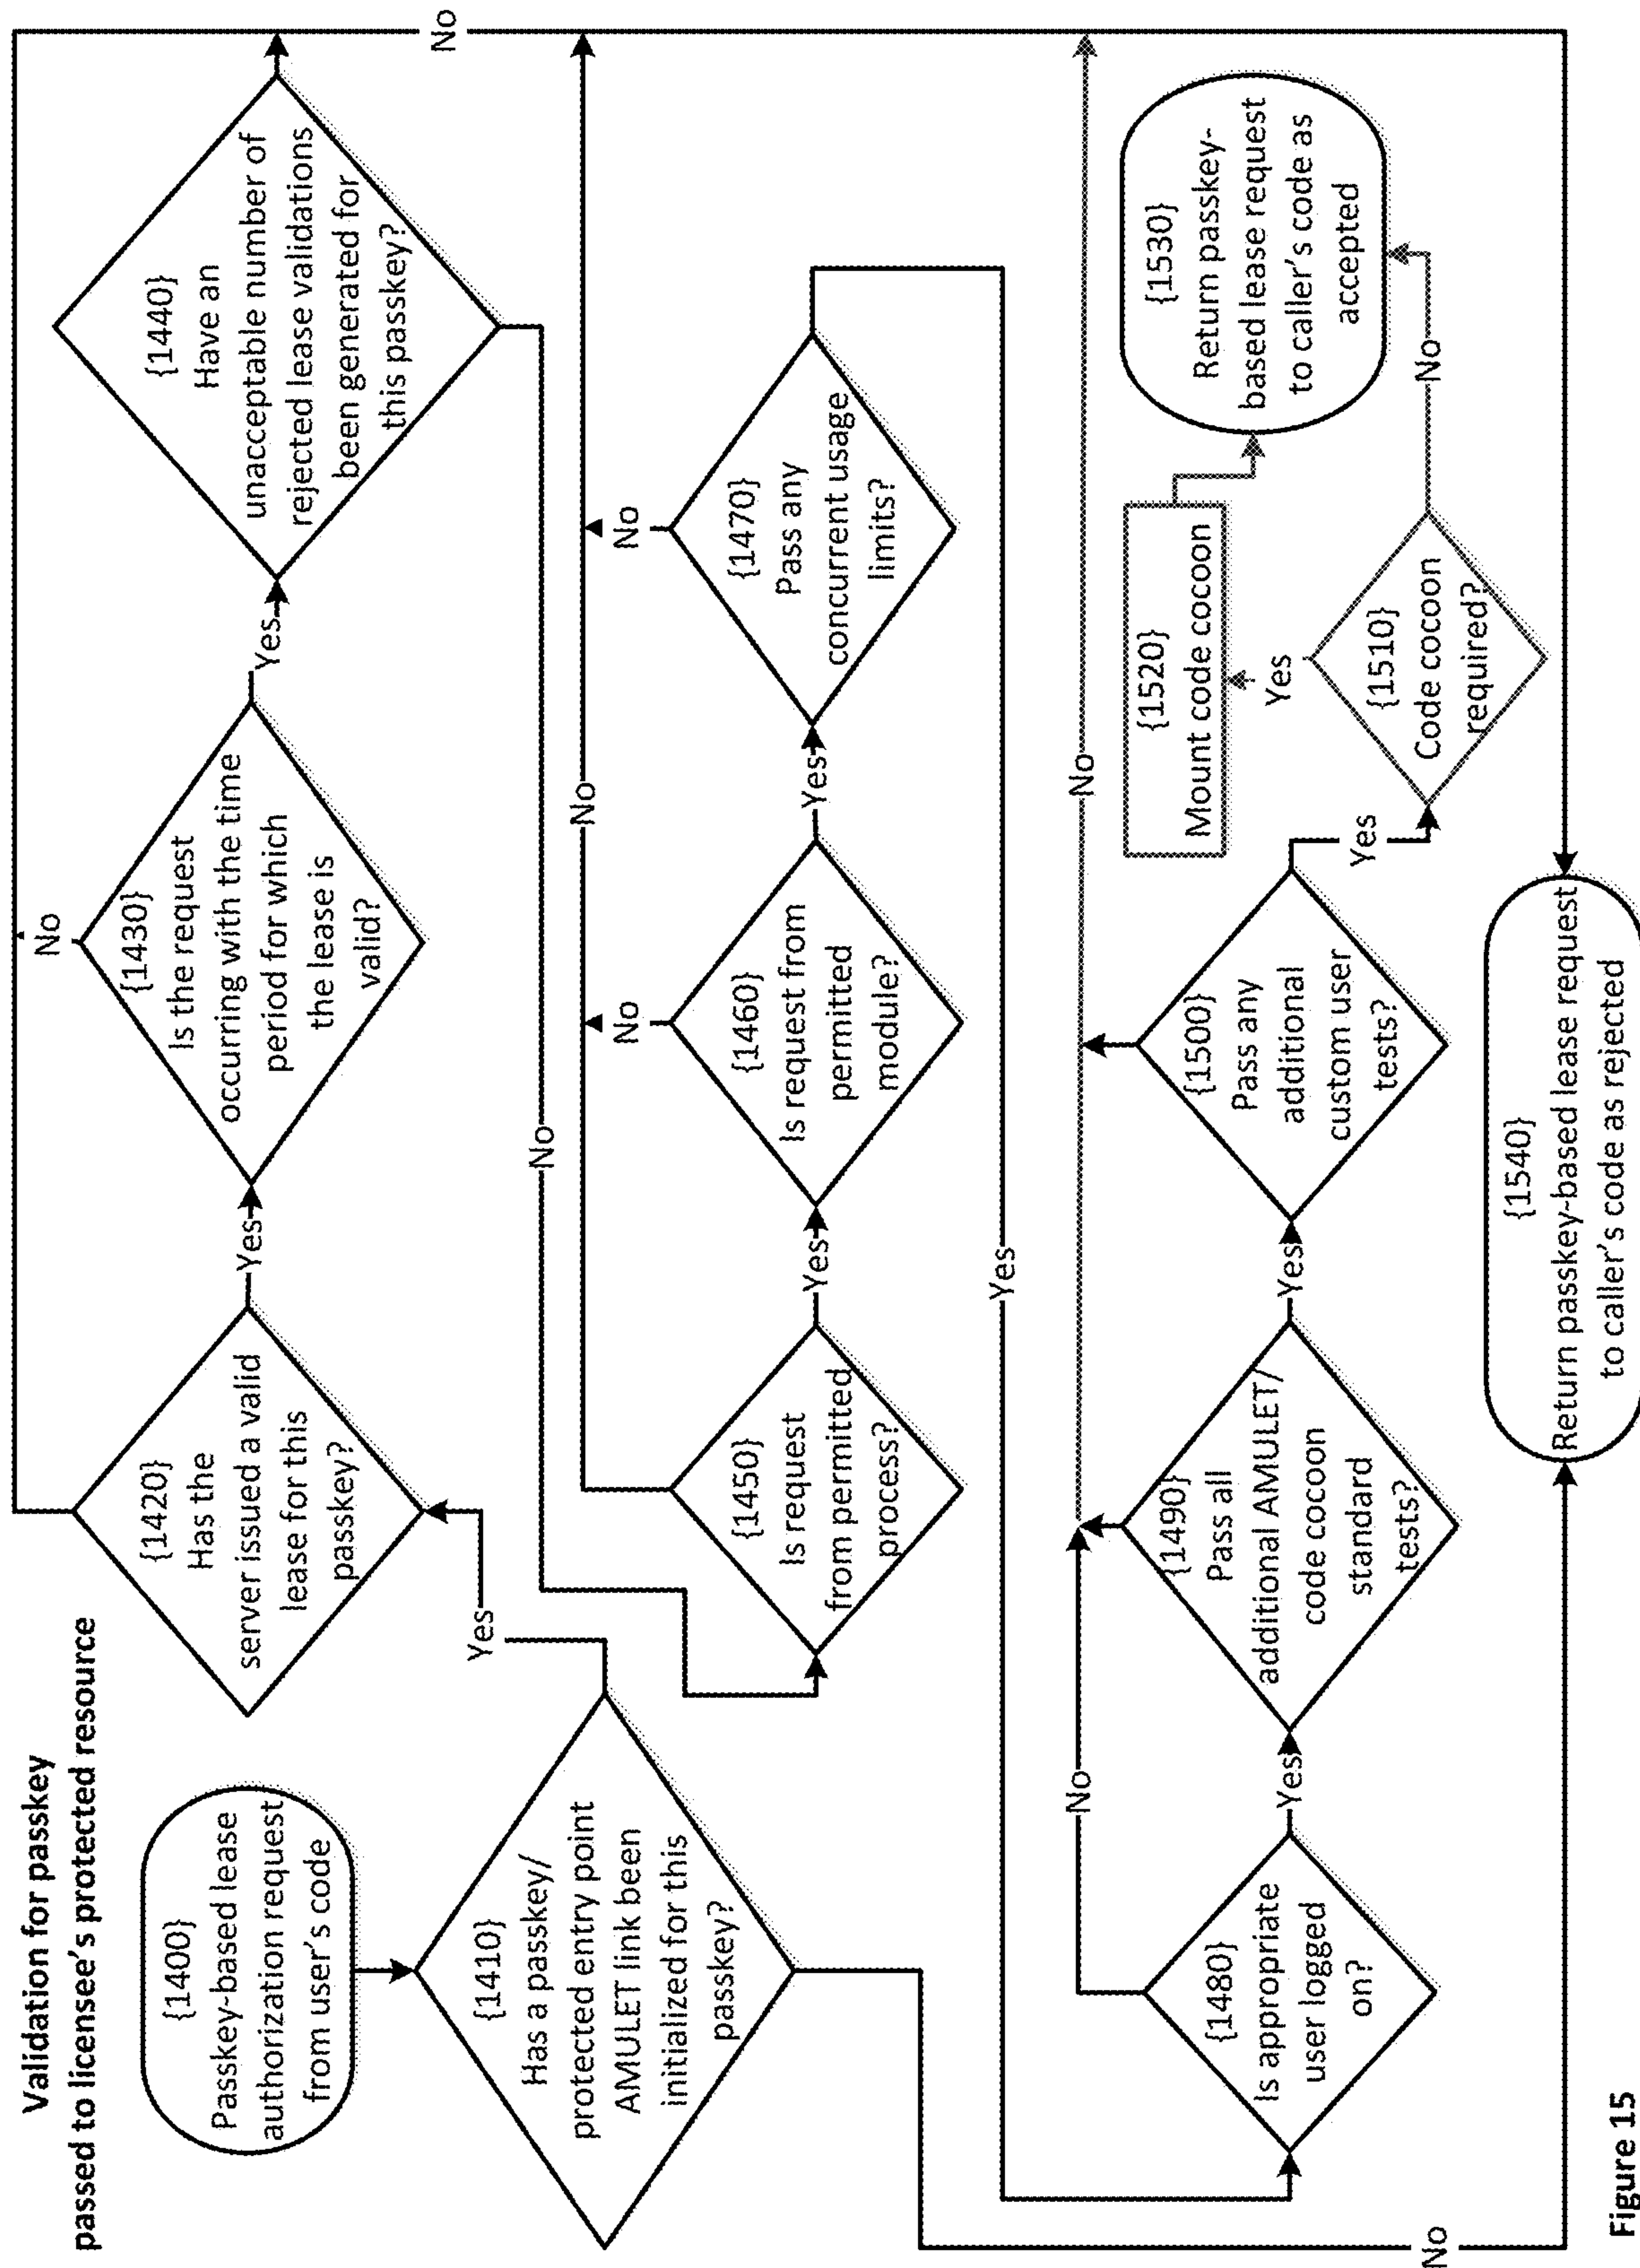 Validation for passkey
passed to licensee's protected resource
{1400}
Passkey-based lease
authorization request
from user's code
{1410}
Has a passkey/
protected entry point
AMULET link been
initialized for this
passkey?
Yes
No
{1420}
Has the
server issued a valid
lease for this
passkey?
Yes
{1430}
Is the request
occurring with the time
period for which
the lease is
valid?
No
Yes
{1440}
Have an
unacceptable number of
rejected lease validations
been generated for
this passkey?
No
No
{1450}
Is request
from permitted
process?
Yes
No
{1460}
Is request from
permitted
module?
No
Yes
{1470}
Pass any
concurrent usage
limits?
No
Yes
{1480}
Is appropriate
user logged
on?
No
Yes
{1490}
Pass all
additional AMULET/
code cocoon
standard
tests?
Yes
No
{1500}
Pass any
additional
custom user
tests?
Yes
{1510}
Code cocoon
required?
Yes
No
{1520}
Mount code cocoon
{1530}
Return passkey-
based lease request
to caller's code as
accepted
{1540}
Return passkey-based lease request
to caller's code as rejected
Figure 15